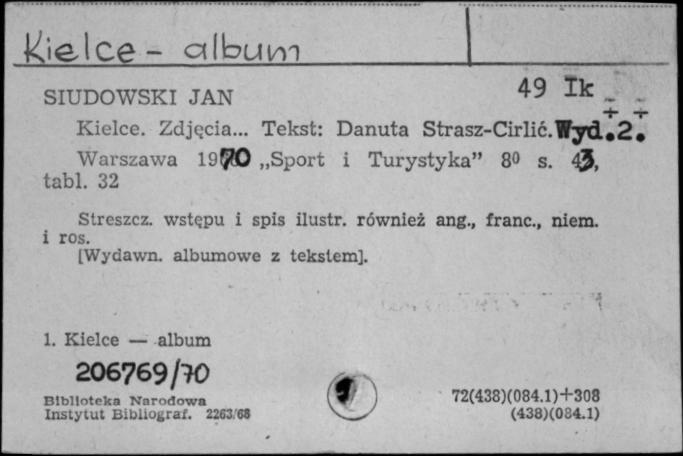 Kielce - album
49 Ik
SIUDOWSKI JAN
Kielce. Zdjęcia... Tekst: Danuta Strasz-Cirlić. Wyd.2.
Warszawa 1970 „Sport i Turystyka” 8⁰ s. 43,
tabl. 32
Streszcz. wstępu i spis ilustr. również ang., franc., niem.
i ros.
[Wydawn. albumowe z tekstem].
1. Kielce — album
206769/70
Biblioteka Narodowa
Instytut Bibliograf. 2263/68
72(438)(084.1)+308
(438)(084.1)